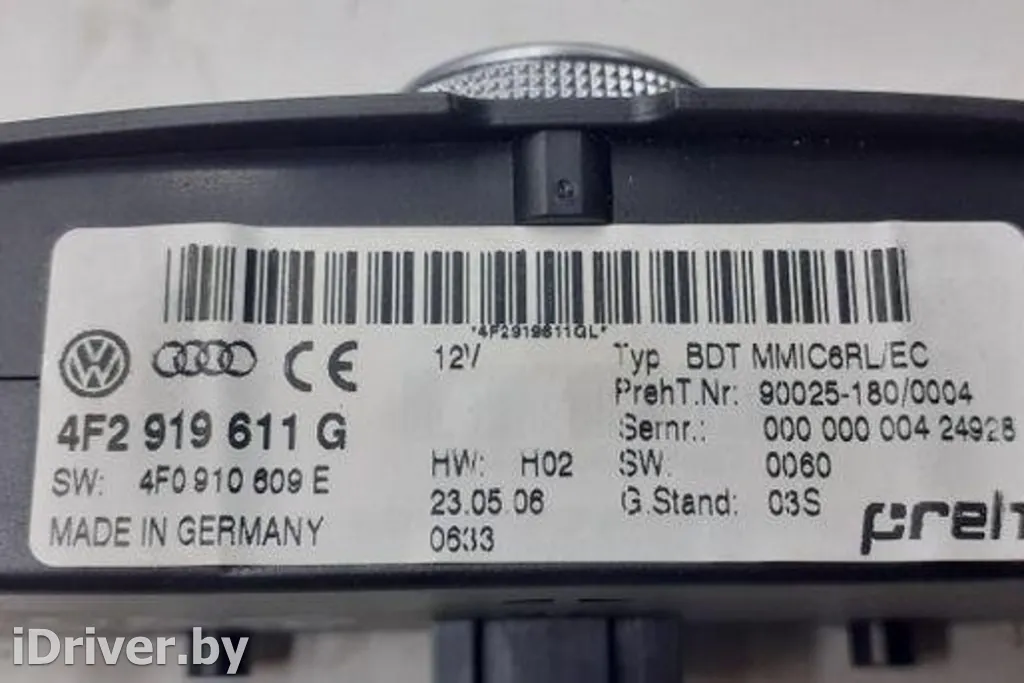 *4F2919611GL*
12V
Typ BDT MMIC6RL/EC
PrehT.Nr: 90025-180/0004
4F2 919 611 G
Sernr.: 000 000 004 24928
HW: H02
SW: 0060
SW: 4F0 910 609 E
23.05.06
G.Stand: 03S
MADE IN GERMANY
0633
preh
iDriver.by